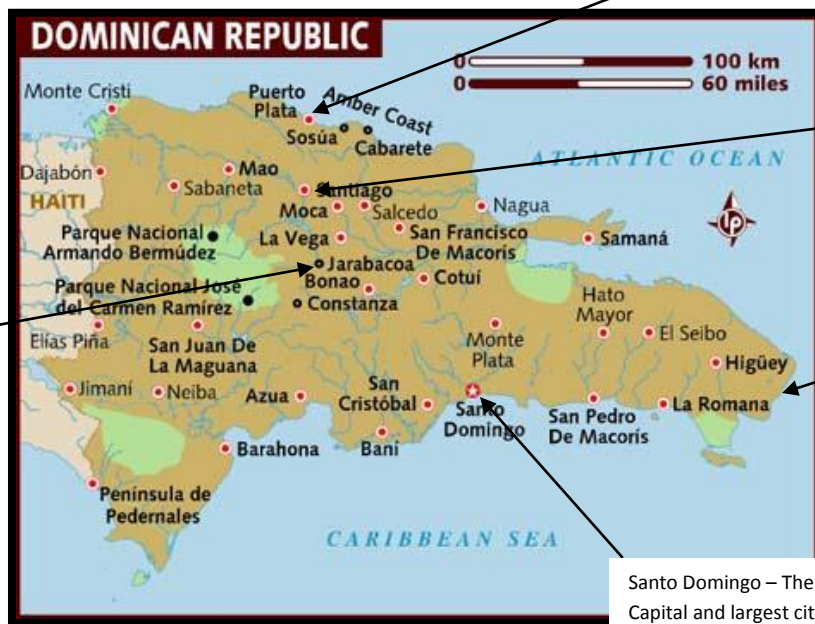 DOMINICAN REPUBLIC
0 100 km
0 60 miles
Monte Cristi
Puerto
Plata
Amber Coast
Sosúa
Cabarete
ATLANTIC OCEAN
Dajabón
Mao
Sabaneta
Santiago
HAITI
Moca
Salcedo
Nagua
Parque Nacional
Armando Bermúdez
La Vega
San Francisco
De Macorís
Samaná
Jarabacoa
Bonao
Cotuí
Parque Nacional José
del Carmen Ramírez
Constanza
Hato
Mayor
Elías Piña
San Juan De
La Maguana
Monte
Plata
El Seibo
Higüey
Jimaní
Neiba
Azua
San
Cristóbal
Santo
Domingo
San Pedro
De Macorís
La Romana
Barahona
Baní
Península de
Pedernales
CARIBBEAN SEA
lp
Santo Domingo – The
Capital and largest cit